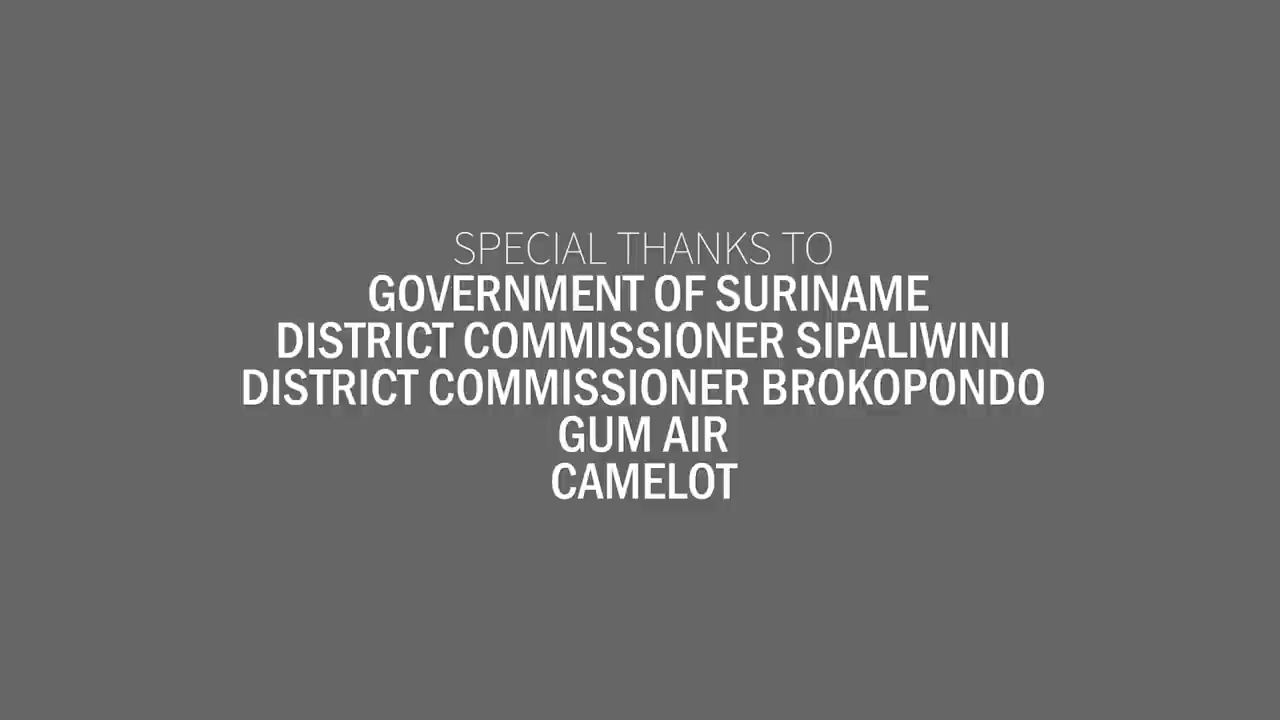 SPECIAL THANKS TO
GOVERNMENT OF SURINAME
DISTRICT COMMISSIONER SIPALIWINI
DISTRICT COMMISSIONER BROKOPONDO
GUM AIR
CAMELOT